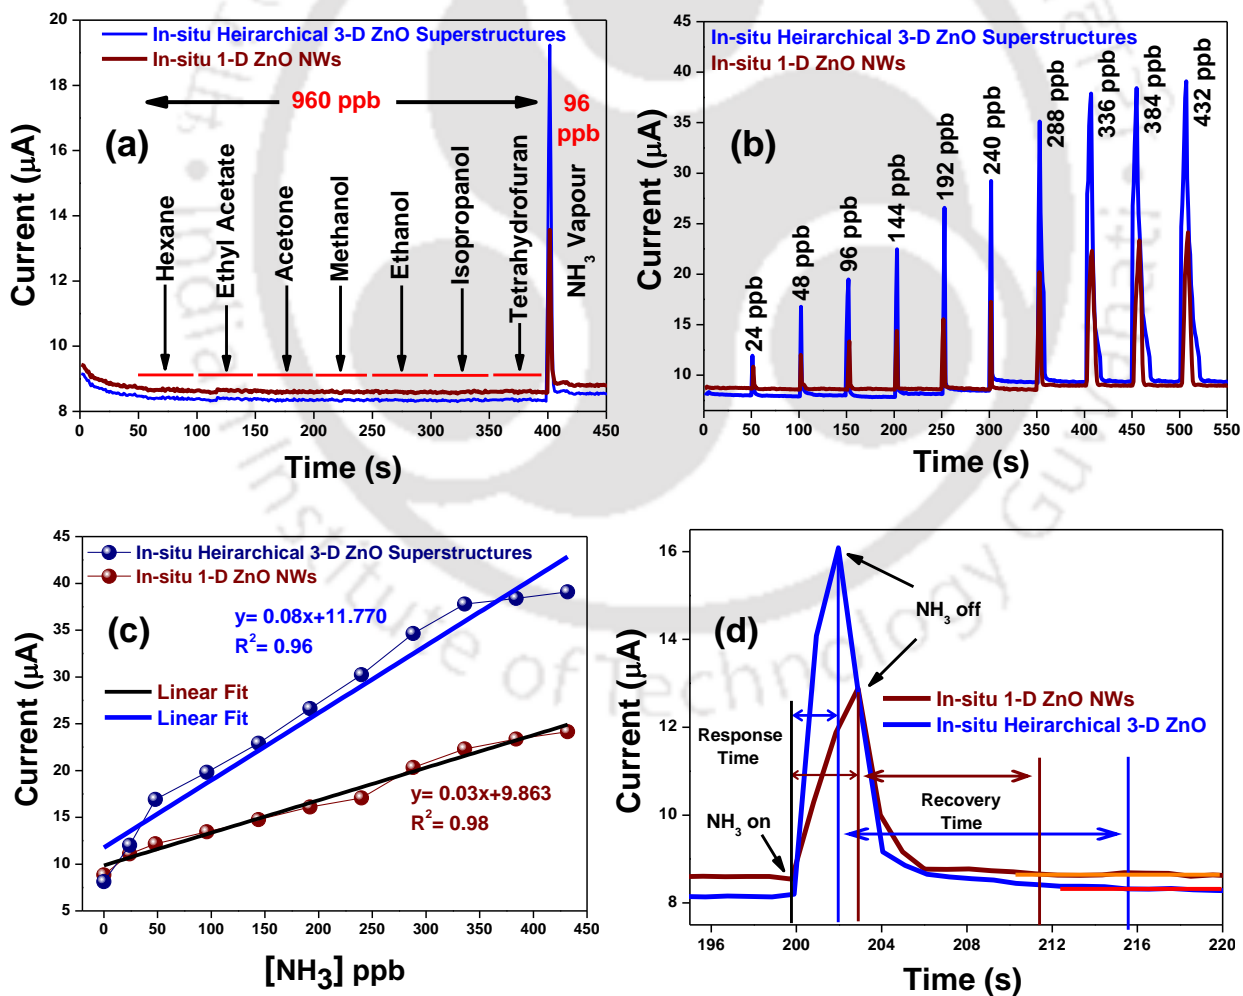 In-situ Heirarchical 3-D ZnO Superstructures
In-situ 1-D ZnO NWs
960 ppb
96
ppb
(a)
Hexane
Ethyl Acetate
Acetone
Methanol
Ethanol
Isopropanol
Tetrahydrofuran
NH3 Vapour
Current (µA)
20
18
16
14
12
10
8
0 50 100 150 200 250 300 350 400 450
Time (s)
In-situ Heirarchical 3-D ZnO Superstructures
In-situ 1-D ZnO NWs
(b)
24 ppb
48 ppb
96 ppb
144 ppb
192 ppb
240 ppb
288 ppb
336 ppb
384 ppb
432 ppb
Current (µA)
45
40
35
30
25
20
15
10
0 50 100 150 200 250 300 350 400 450 500 550
Time (s)
In-situ Heirarchical 3-D ZnO Superstructures
In-situ 1-D ZnO NWs
(c)
y= 0.08x+11.770
R2= 0.96
Linear Fit
Linear Fit
y= 0.03x+9.863
R2= 0.98
Current (µA)
45
40
35
30
25
20
15
10
5
0 50 100 150 200 250 300 350 400 450
[NH3] ppb
(d)
NH3 off
In-situ 1-D ZnO NWs
In-situ Heirarchical 3-D ZnO
Response
Time
Recovery
Time
NH3 on
Current (µA)
16
14
12
10
8
196 200 204 208 212 216 220
Time (s)
Indian Institute of Technology Guwahati